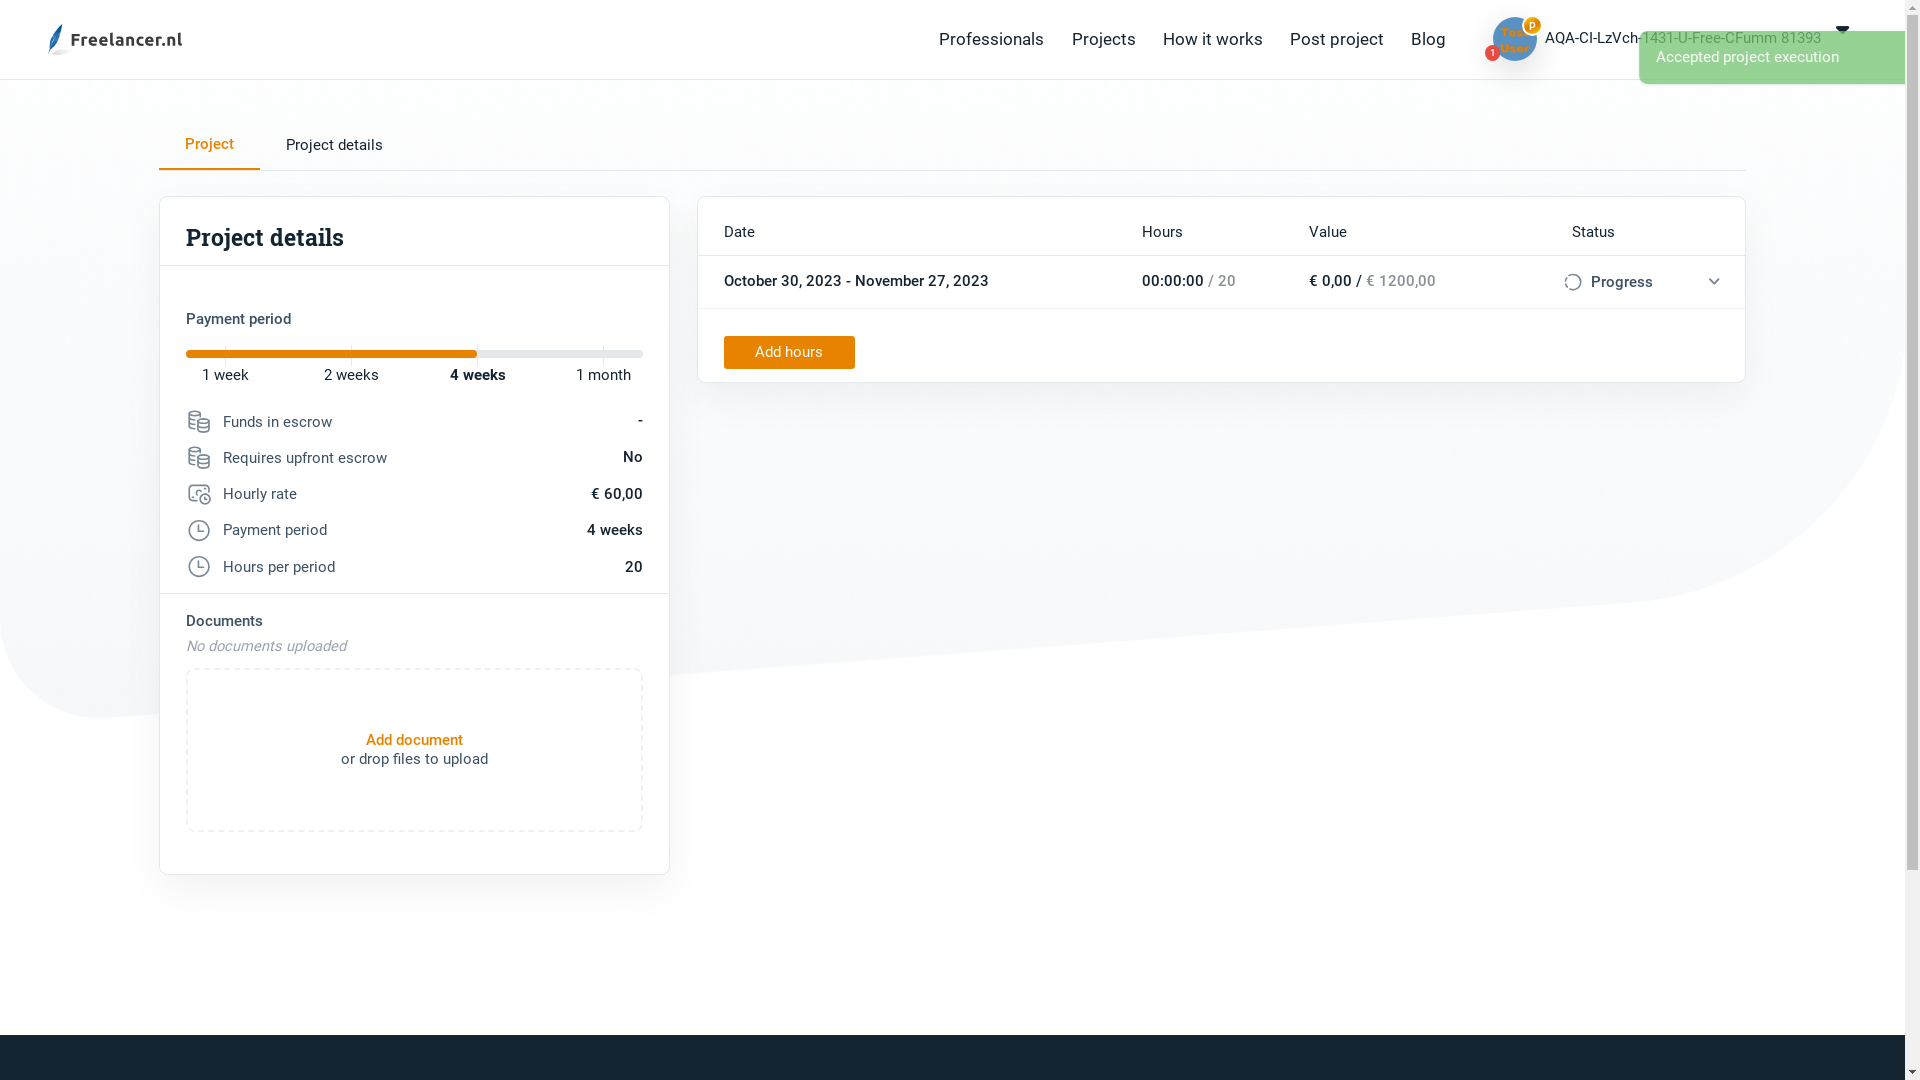 Freelancer.nl
Professionals
Projects
How it works
Post project
Blog
Test
User
p
1
AQA-CI-LzVch-1431-U-Free-CFumm 81393
Accepted project execution
Project
Project details
Project details
Payment period
1 week
2 weeks
4 weeks
1 month
Funds in escrow -
Requires upfront escrow No
Hourly rate € 60,00
Payment period 4 weeks
Hours per period 20
Documents
No documents uploaded
Add document
or drop files to upload
Date Hours Value Status
October 30, 2023 - November 27, 2023 00:00:00 / 20 € 0,00 / € 1200,00 Progress
Add hours